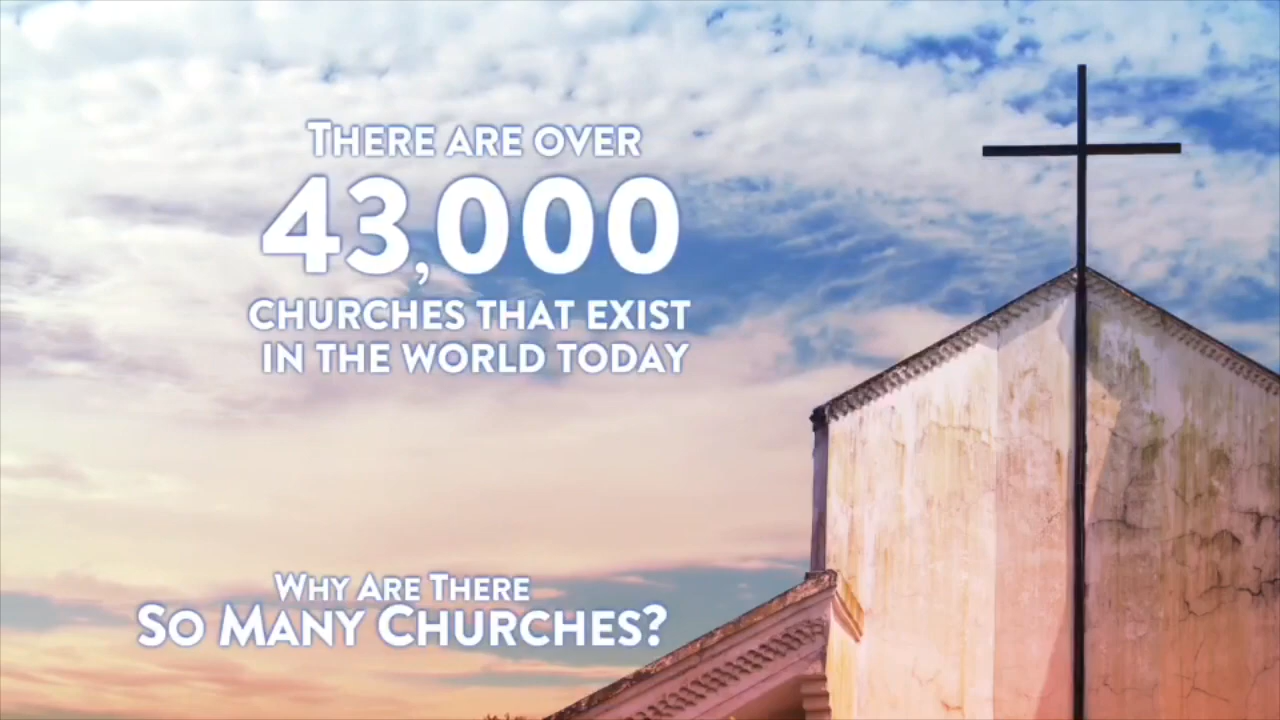 There are over
43,000
churches that exist
in the world today
Why Are There
So Many Churches?